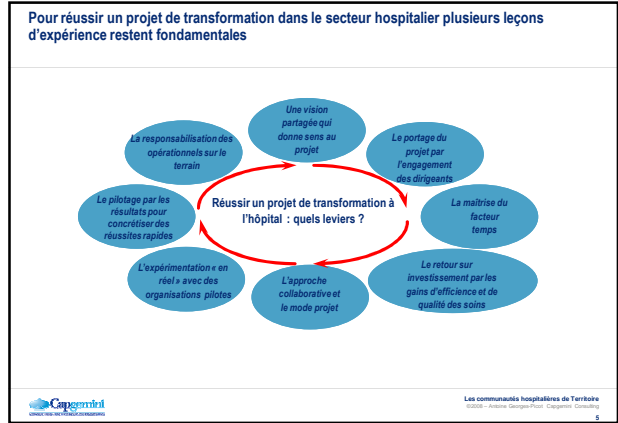 Pour réussir un projet de transformation dans le secteur hospitalier plusieurs leçons
d'expérience restent fondamentales
Une vision
partagée qui
donne sens au
projet
Le portage du
projet par
l'engagement
des dirigeants
La maîtrise du
facteur
temps
Le retour sur
investissement par les
gains d'efficience et de
qualité des soins
L'approche
collaborative et
le mode projet
L'expérimentation « en
réel » avec des
organisations pilotes
Le pilotage par les
résultats pour
concrétiser des
réussites rapides
La responsabilisation des
opérationnels sur le
terrain
Réussir un projet de transformation à
l'hôpital : quels leviers ?
Capgemini
Les communautés hospitalières de Territoire
Capgemini Consulting
5